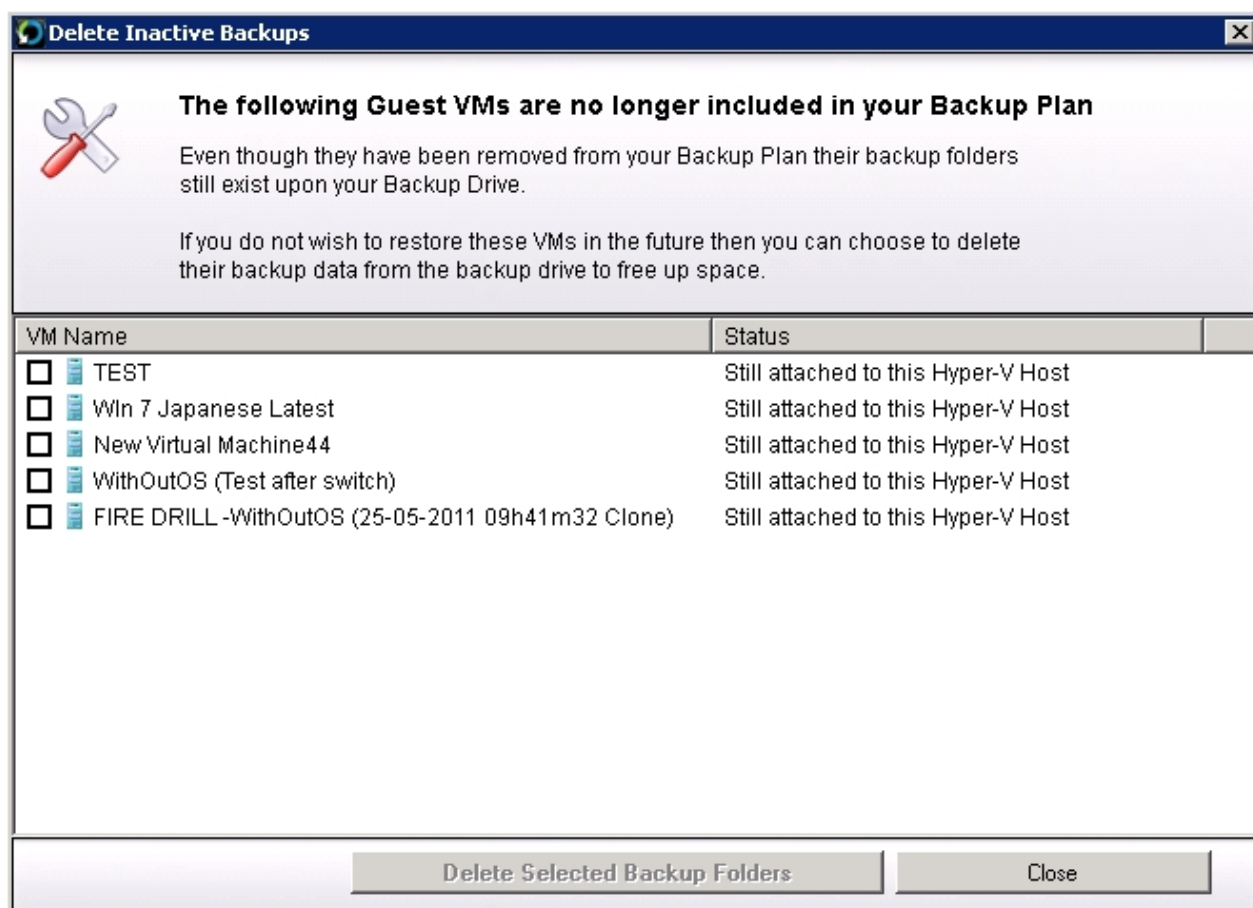 Delete Inactive Backups
The following Guest VMs are no longer included in your Backup Plan
Even though they have been removed from your Backup Plan their backup folders
still exist upon your Backup Drive.
If you do not wish to restore these VMs in the future then you can choose to delete
their backup data from the backup drive to free up space.
VM Name Status
TEST Still attached to this Hyper-V Host
WIn 7 Japanese Latest Still attached to this Hyper-V Host
New Virtual Machine44 Still attached to this Hyper-V Host
WithOutOS (Test after switch) Still attached to this Hyper-V Host
FIRE DRILL -WithOutOS (25-05-2011 09h41m32 Clone) Still attached to this Hyper-V Host
Delete Selected Backup Folders Close